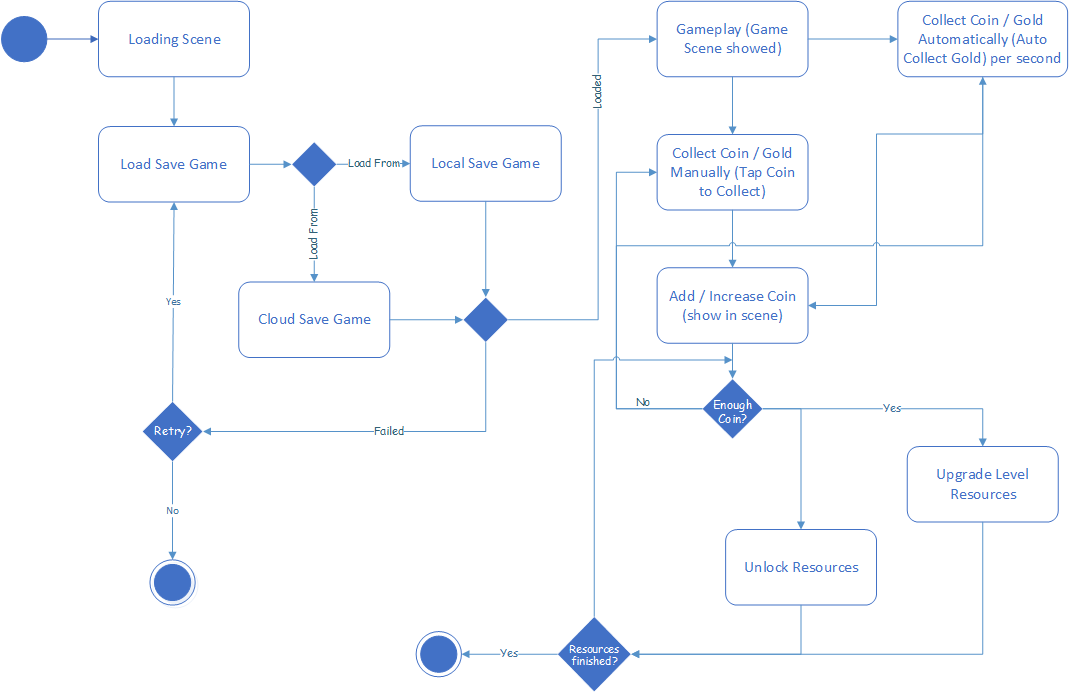 Loading Scene
Gameplay (Game
Scene showed)
Collect Coin / Gold
Automatically (Auto
Collect Gold) per second
Loaded
Load Save Game
Load From
Local Save Game
Collect Coin / Gold
Manually (Tap Coin
to Collect)
Load From
Cloud Save Game
Add / Increase Coin
(show in scene)
Yes
Retry?
Failed
No
Enough
Coin?
Yes
Upgrade Level
Resources
No
Unlock Resources
Yes
Resources
finished?